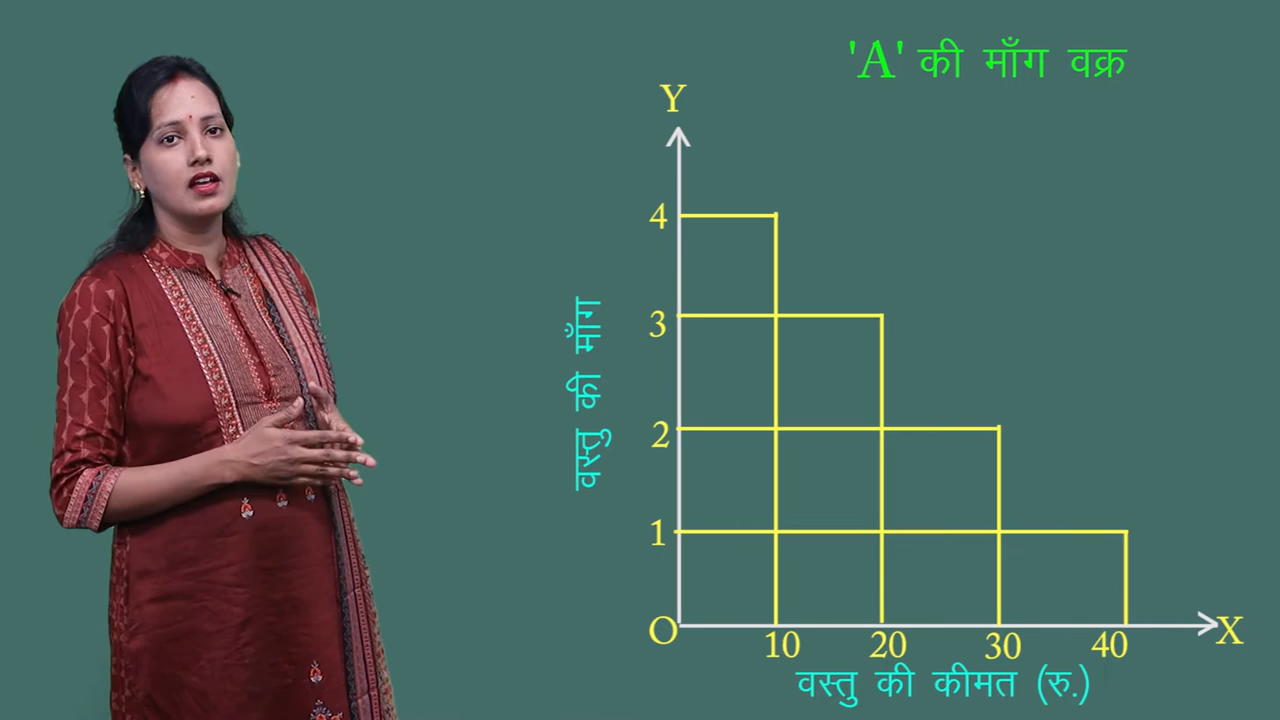 'A' की माँग वक्र
Y
4
3
2
1
O
10 20 30 40
X
वस्तु की माँग
वस्तु की कीमत (रु.)